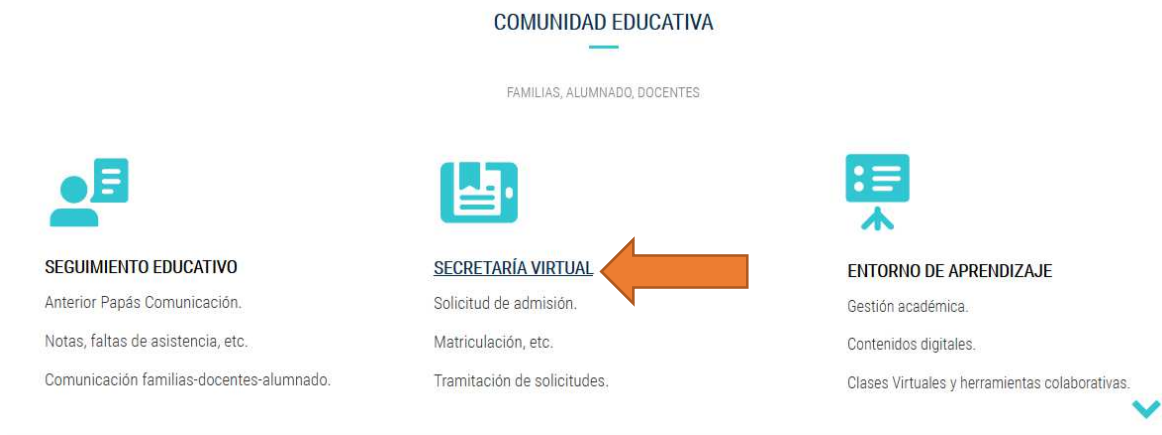 COMUNIDAD EDUCATIVA
FAMILIAS, ALUMNADO, DOCENTES
SEGUIMIENTO EDUCATIVO
Anterior Papás Comunicación.
Notas, faltas de asistencia, etc.
Comunicación familias-docentes-alumnado.
SECRETARÍA VIRTUAL
Solicitud de admisión.
Matriculación, etc.
Tramitación de solicitudes.
ENTORNO DE APRENDIZAJE
Gestión académica.
Contenidos digitales.
Clases Virtuales y herramientas colaborativas.